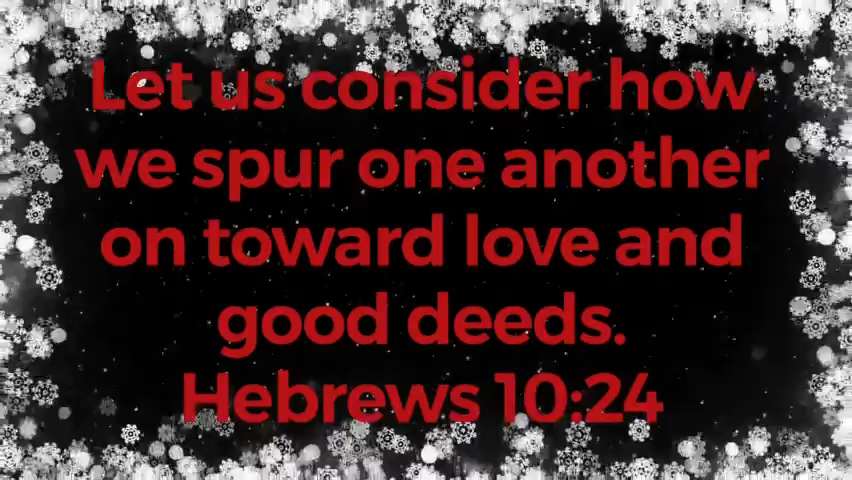 Let us consider how
we spur one another
on toward love and
good deeds.
Hebrews 10:24